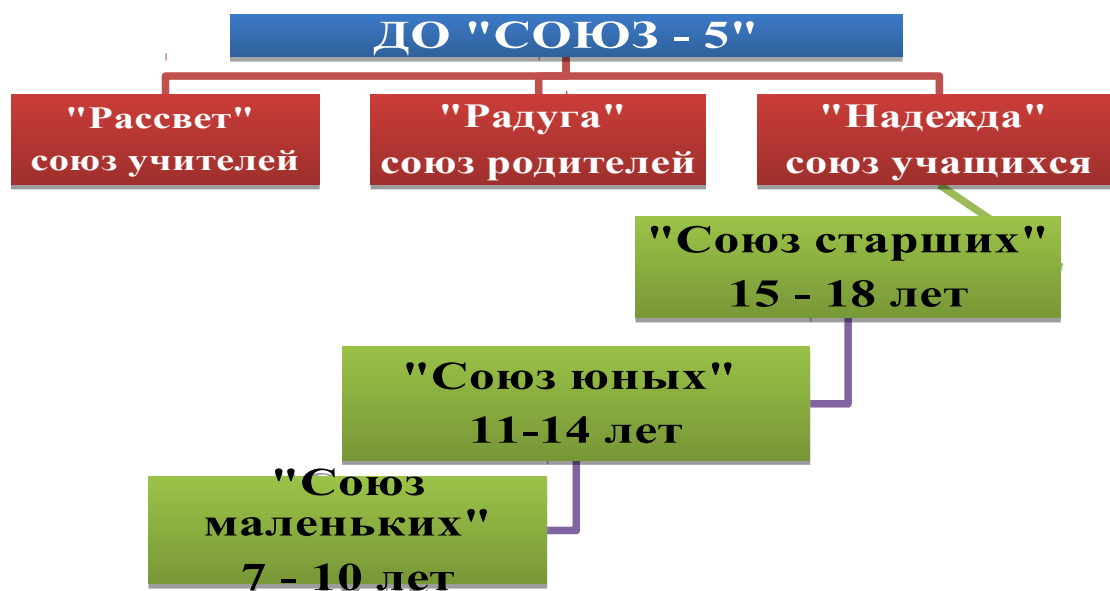 ДО "СОЮЗ - 5"
"Рассвет"
союз учителей
"Радуга"
союз родителей
"Надежда"
союз учащихся
"Союз старших"
15 - 18 лет
"Союз юных"
11-14 лет
"Союз
маленьких"
7 - 10 лет